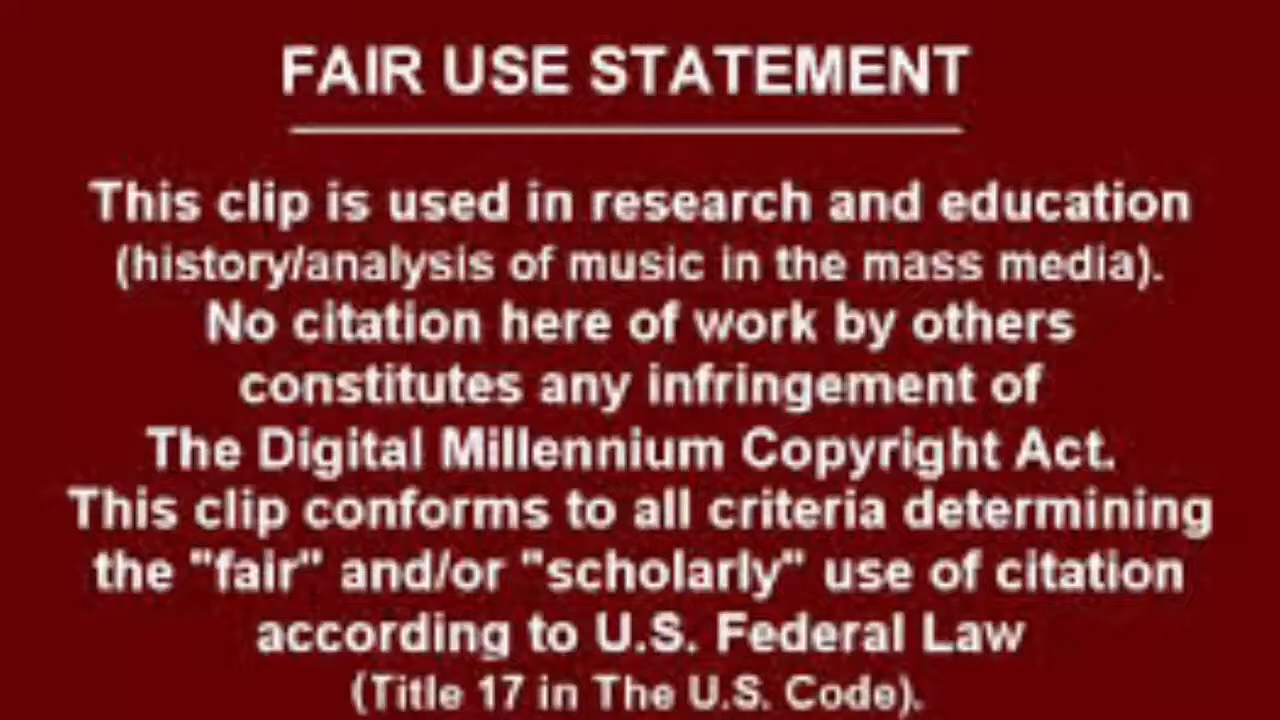 FAIR USE STATEMENT
This clip is used in research and education
(history/analysis of music in the mass media).
No citation here of work by others
constitutes any infringement of
The Digital Millennium Copyright Act.
This clip conforms to all criteria determining
the "fair" and/or "scholarly" use of citation
according to U.S. Federal Law
(Title 17 in The U.S. Code).